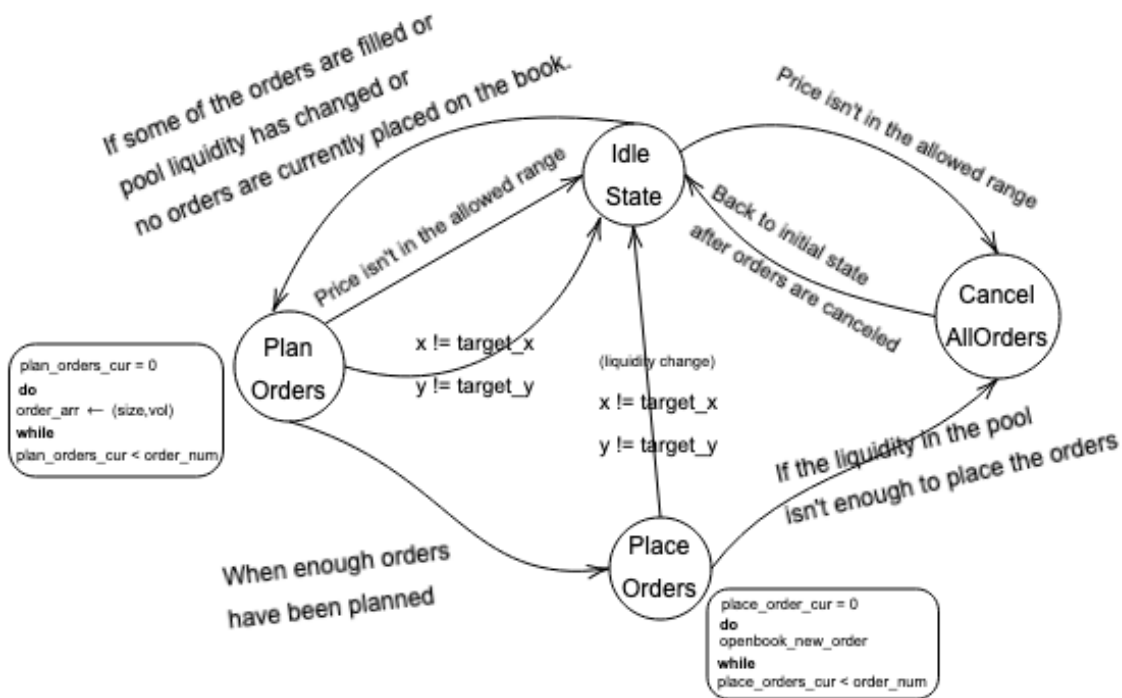 If some of the orders are filled or
pool liquidity has changed or
no orders are currently placed on the book.
Price isn't in the allowed range
Idle
State
Price isn't in the allowed range
Back to initial state
after orders are canceled
Cancel
AllOrders
Plan
Orders
x != target_x
y != target_y
(liquidity change)
x != target_x
y != target_y
plan_orders_cur = 0
do
order_arr ← (size,vol)
while
plan_orders_cur < order_num
If the liquidity in the pool
isn't enough to place the orders
When enough orders
have been planned
Place
Orders
place_order_cur = 0
do
openbook_new_order
while
place_orders_cur < order_num